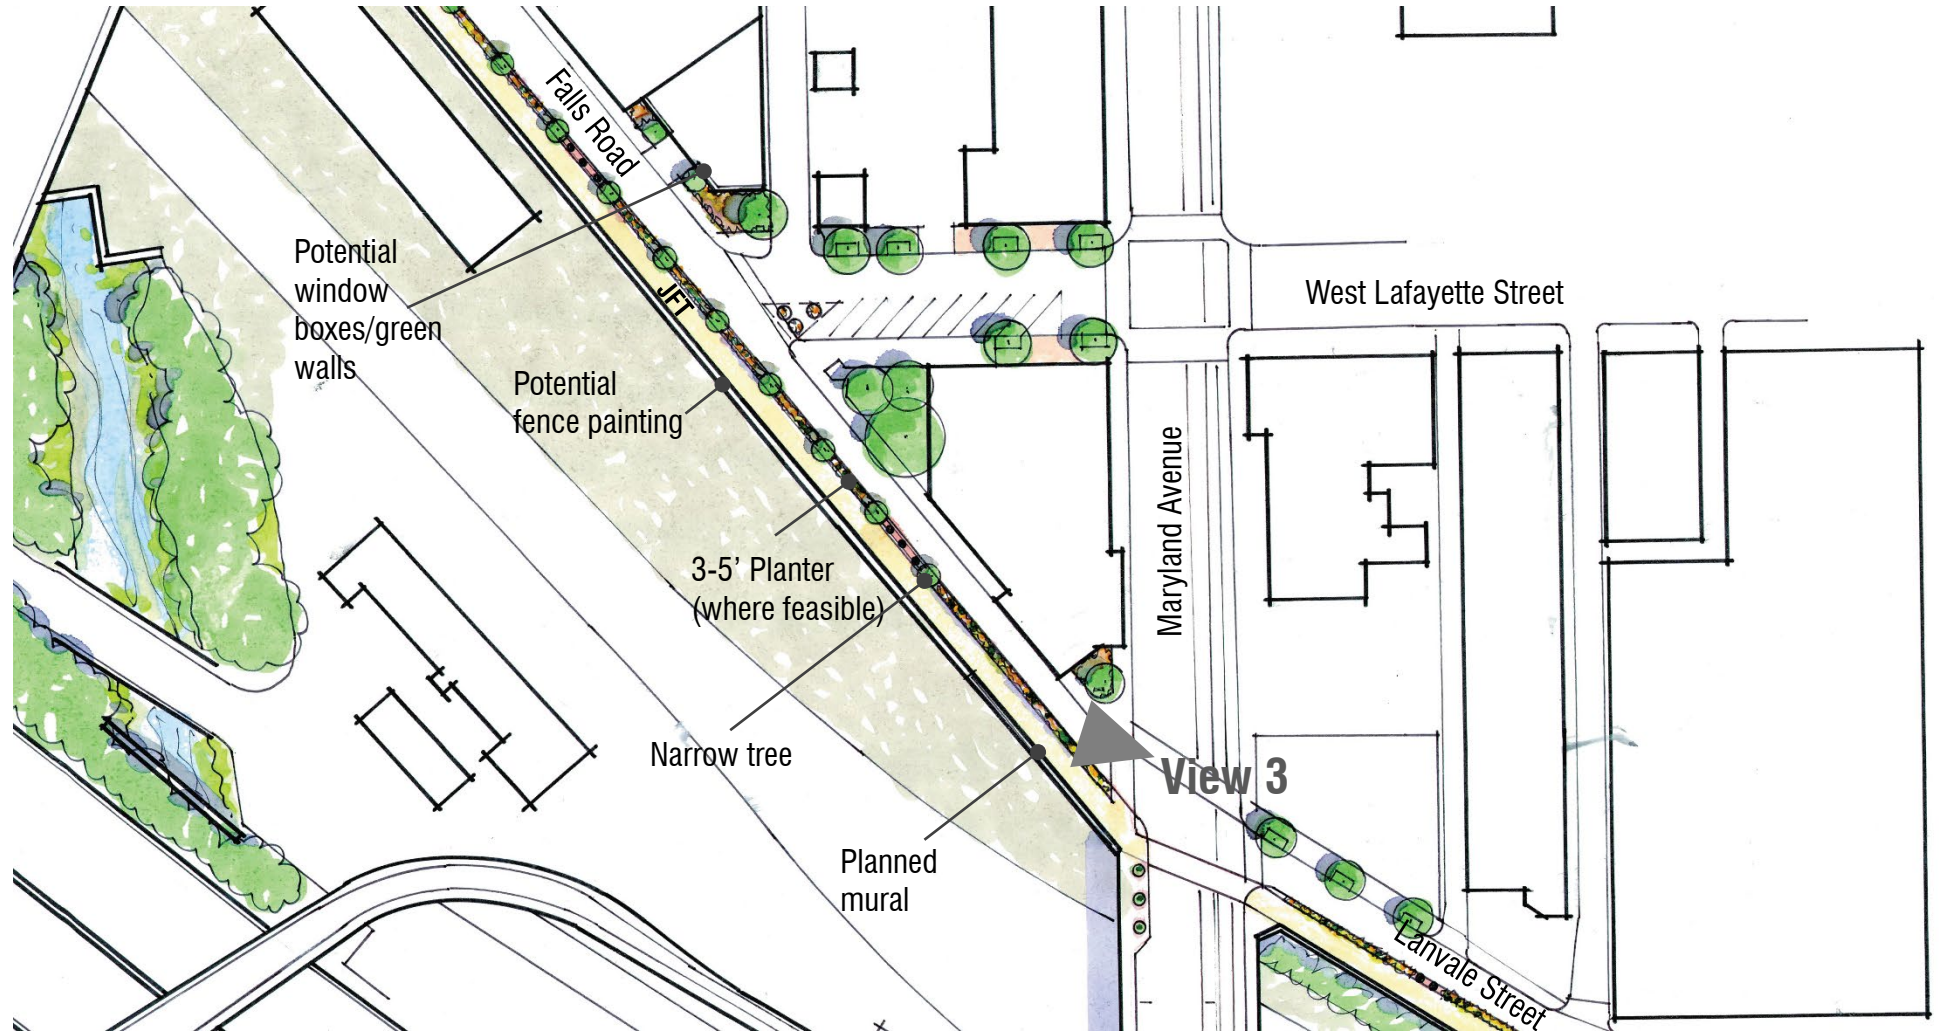 Falls Road
Potential
window
boxes/green
walls
JFT
West Lafayette Street
Potential
fence painting
Maryland Avenue
3-5’ Planter
(where feasible)
Narrow tree
View 3
Planned
mural
Lanvale Street